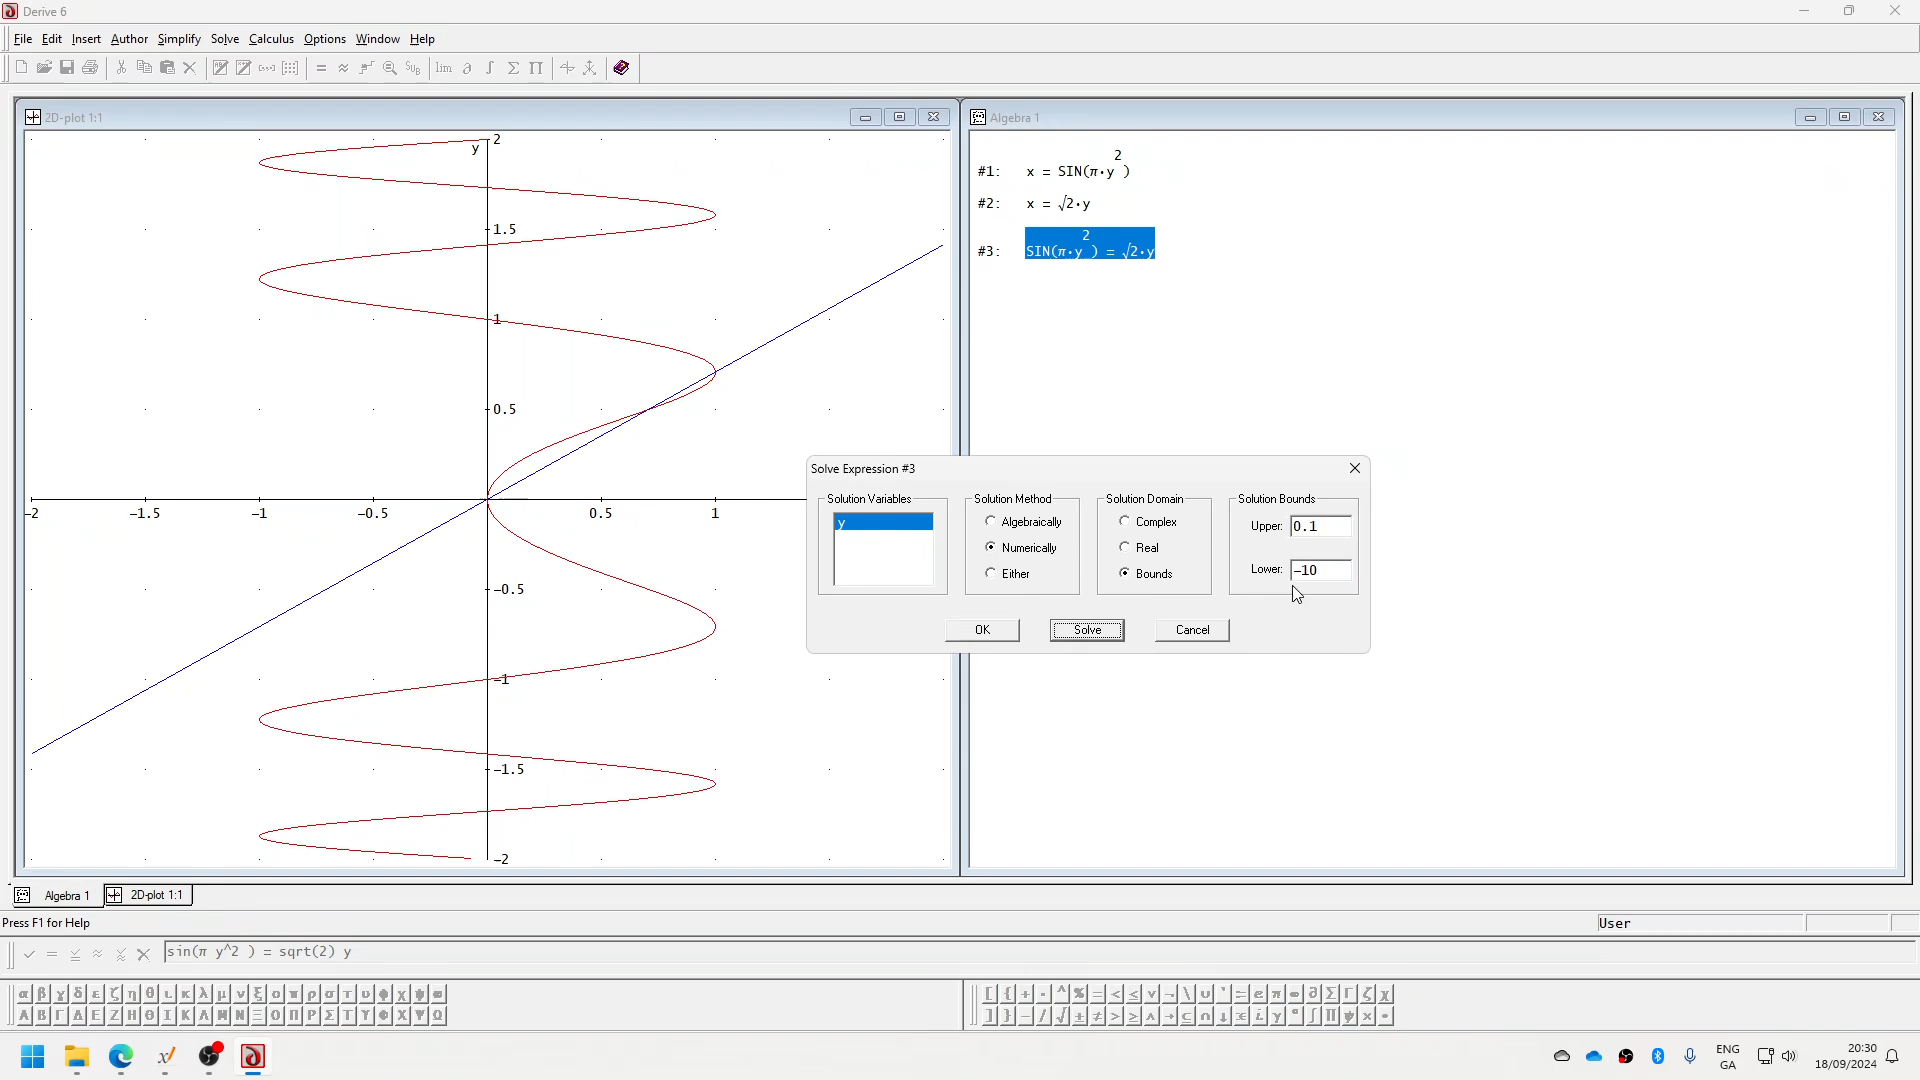 Derive 6
File Edit Insert Author Simplify Solve Calculus Options Window Help
lim ∂ ∫ Σ Π
2D-plot 1:1
Algebra 1
2
y
1.5
1
0.5
-2 -1.5 -1 -0.5 0.5 1
-0.5
-1
-1.5
-2
#1: x = SIN(π·y²)
#2: x = √2·y
#3: SIN(π·y²) = √2·y
Solve Expression #3
Solution Variables
y
Solution Method
Algebraically
Numerically
Either
Solution Domain
Complex
Real
Bounds
Solution Bounds
Upper: 0.1
Lower: -10
OK Solve Cancel
Algebra 1 2D-plot 1:1
Press F1 for Help
User
sin(π y^2 ) = sqrt(2) y
α β γ δ ε ζ η θ ι κ λ μ ν ξ ο π ρ σ τ υ φ χ ψ ω
Α Β Γ Δ Ε Ζ Η Θ Ι Κ Λ Μ Ν Ξ Ο Π Ρ Σ Τ Υ Φ Χ Ψ Ω
ENG
GA
20:30
18/09/2024